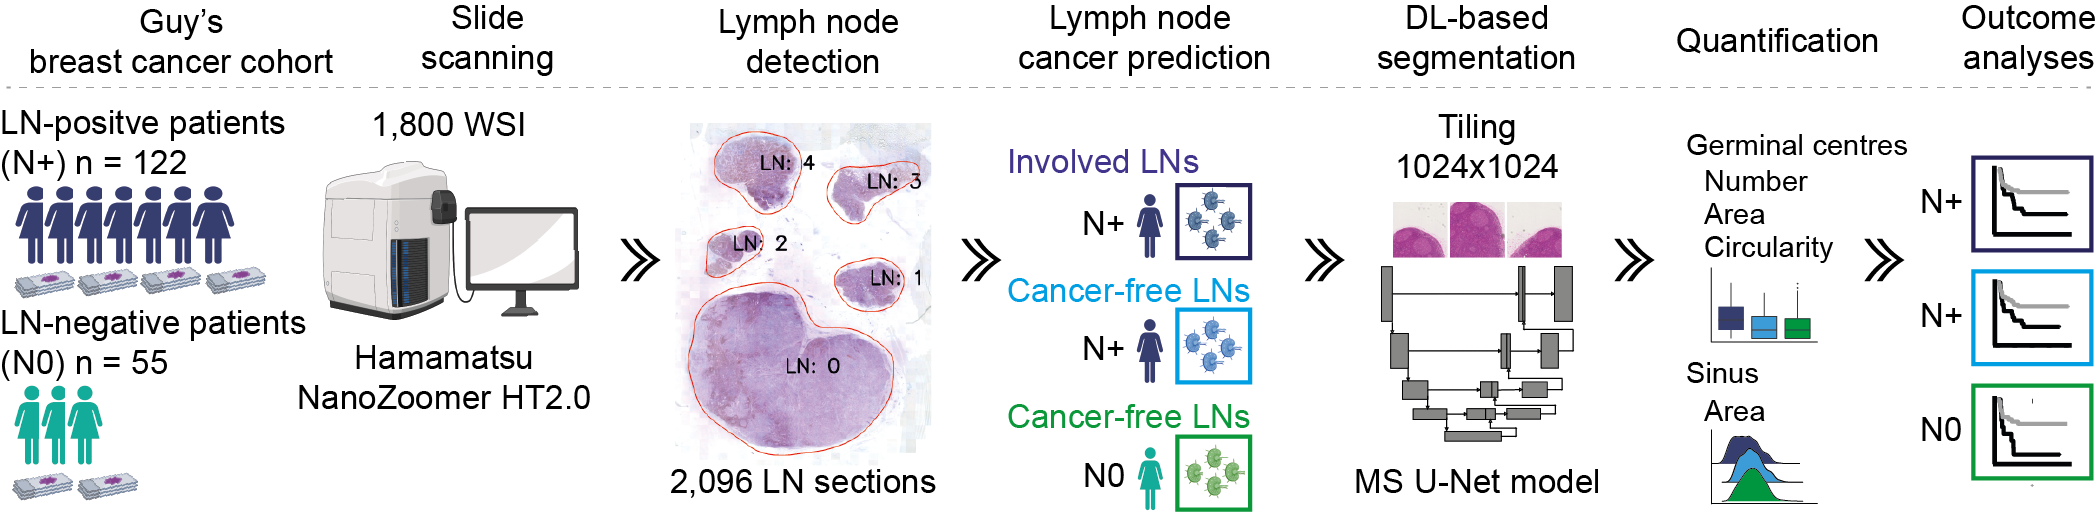 Guy’s
breast cancer cohort
Slide
scanning
Lymph node
detection
Lymph node
cancer prediction
DL-based
segmentation
Quantification
Outcome
analyses
LN-positve patients
(N+) n = 122
LN-negative patients
(N0) n = 55
1,800 WSI
Hamamatsu
NanoZoomer HT2.0
LN: 4
LN: 3
LN: 2
LN: 1
LN: 0
2,096 LN sections
Involved LNs
N+
Cancer-free LNs
N+
Cancer-free LNs
N0
Tiling
1024x1024
MS U-Net model
Germinal centres
Number
Area
Circularity
Sinus
Area
N+
N+
N0